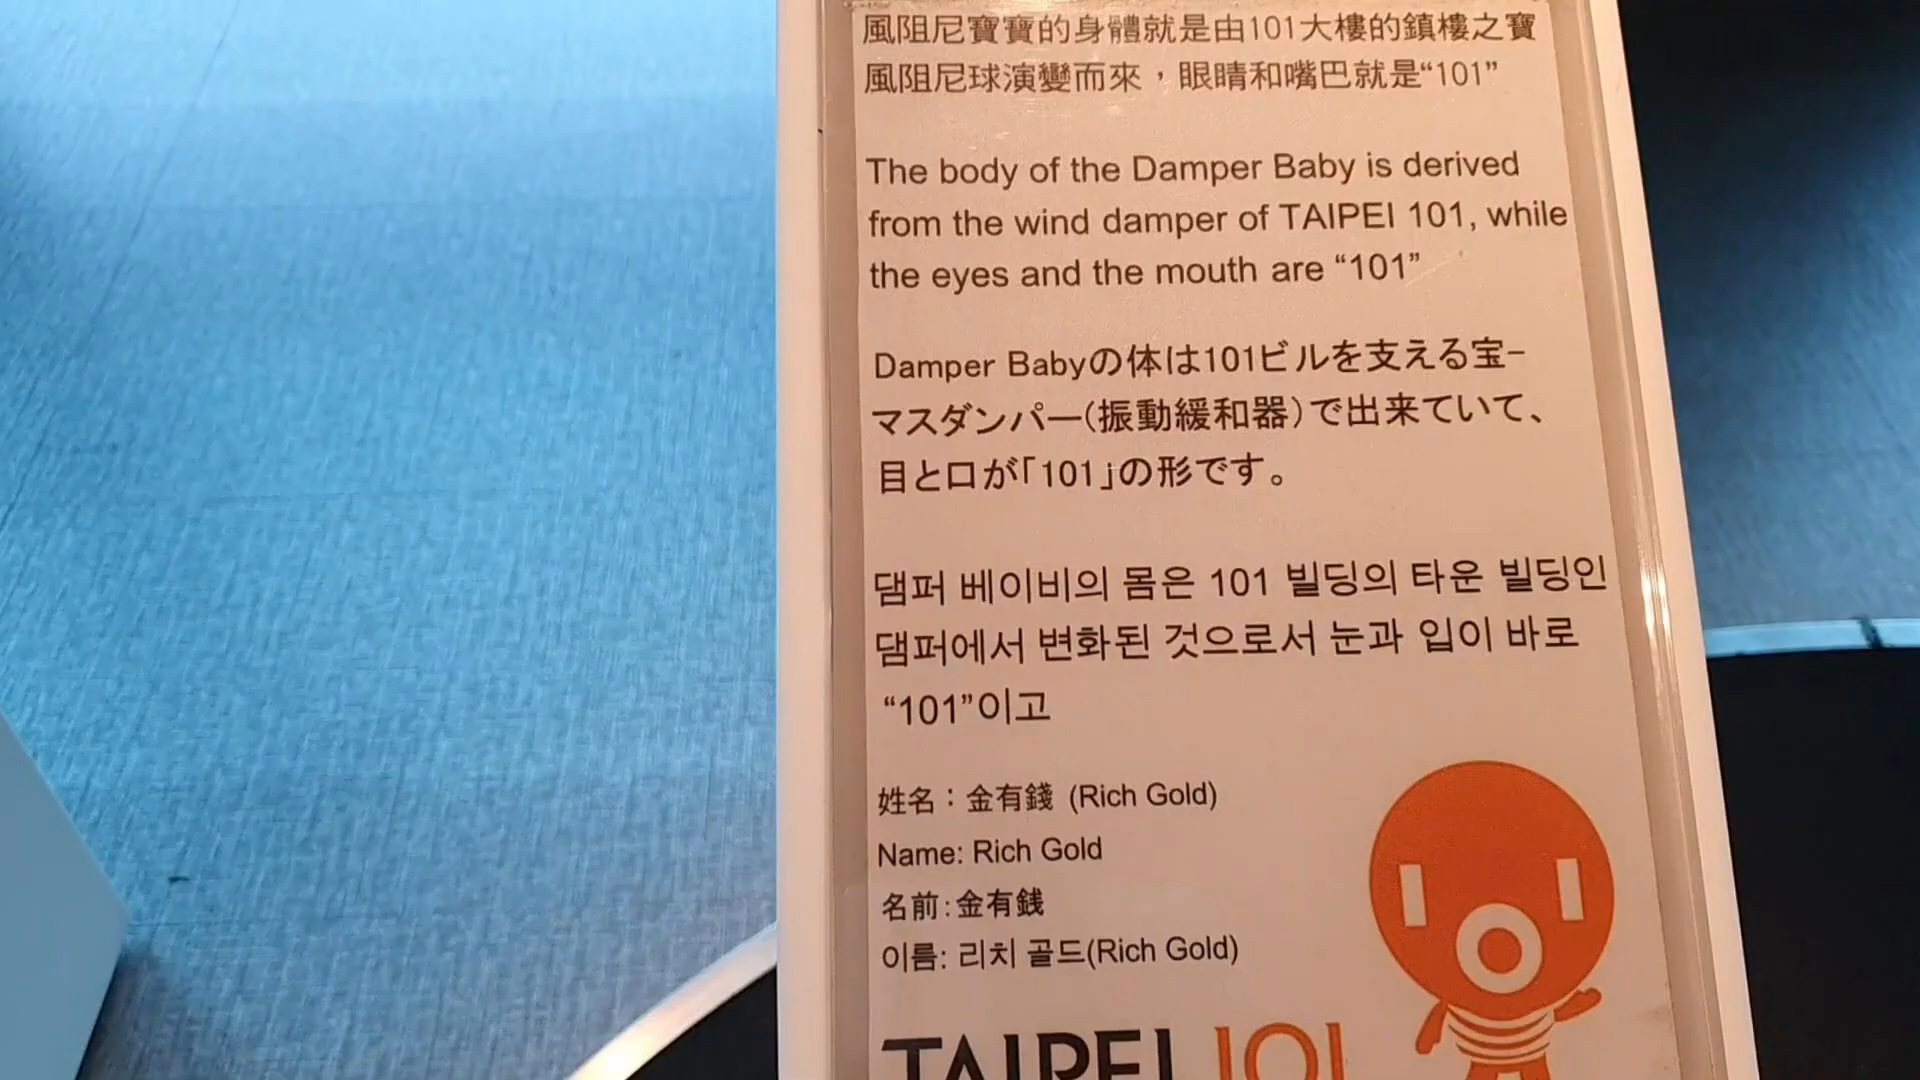 風阻尼寶寶的身體就是由101大樓的鎮樓之寶
風阻尼球演變而來，眼睛和嘴巴就是“101”
The body of the Damper Baby is derived
from the wind damper of TAIPEI 101, while
the eyes and the mouth are “101”
Damper Babyの体は101ビルを支える宝-
マスダンパー(振動緩和器)で出来ていて、
目と口が｢101｣の形です。
댐퍼 베이비의 몸은 101 빌딩의 타운 빌딩인
댐퍼에서 변화된 것으로서 눈과 입이 바로
“101”이고
姓名：金有錢 (Rich Gold)
Name: Rich Gold
名前:金有銭
이름: 리치 골드(Rich Gold)
TAIPEI 101